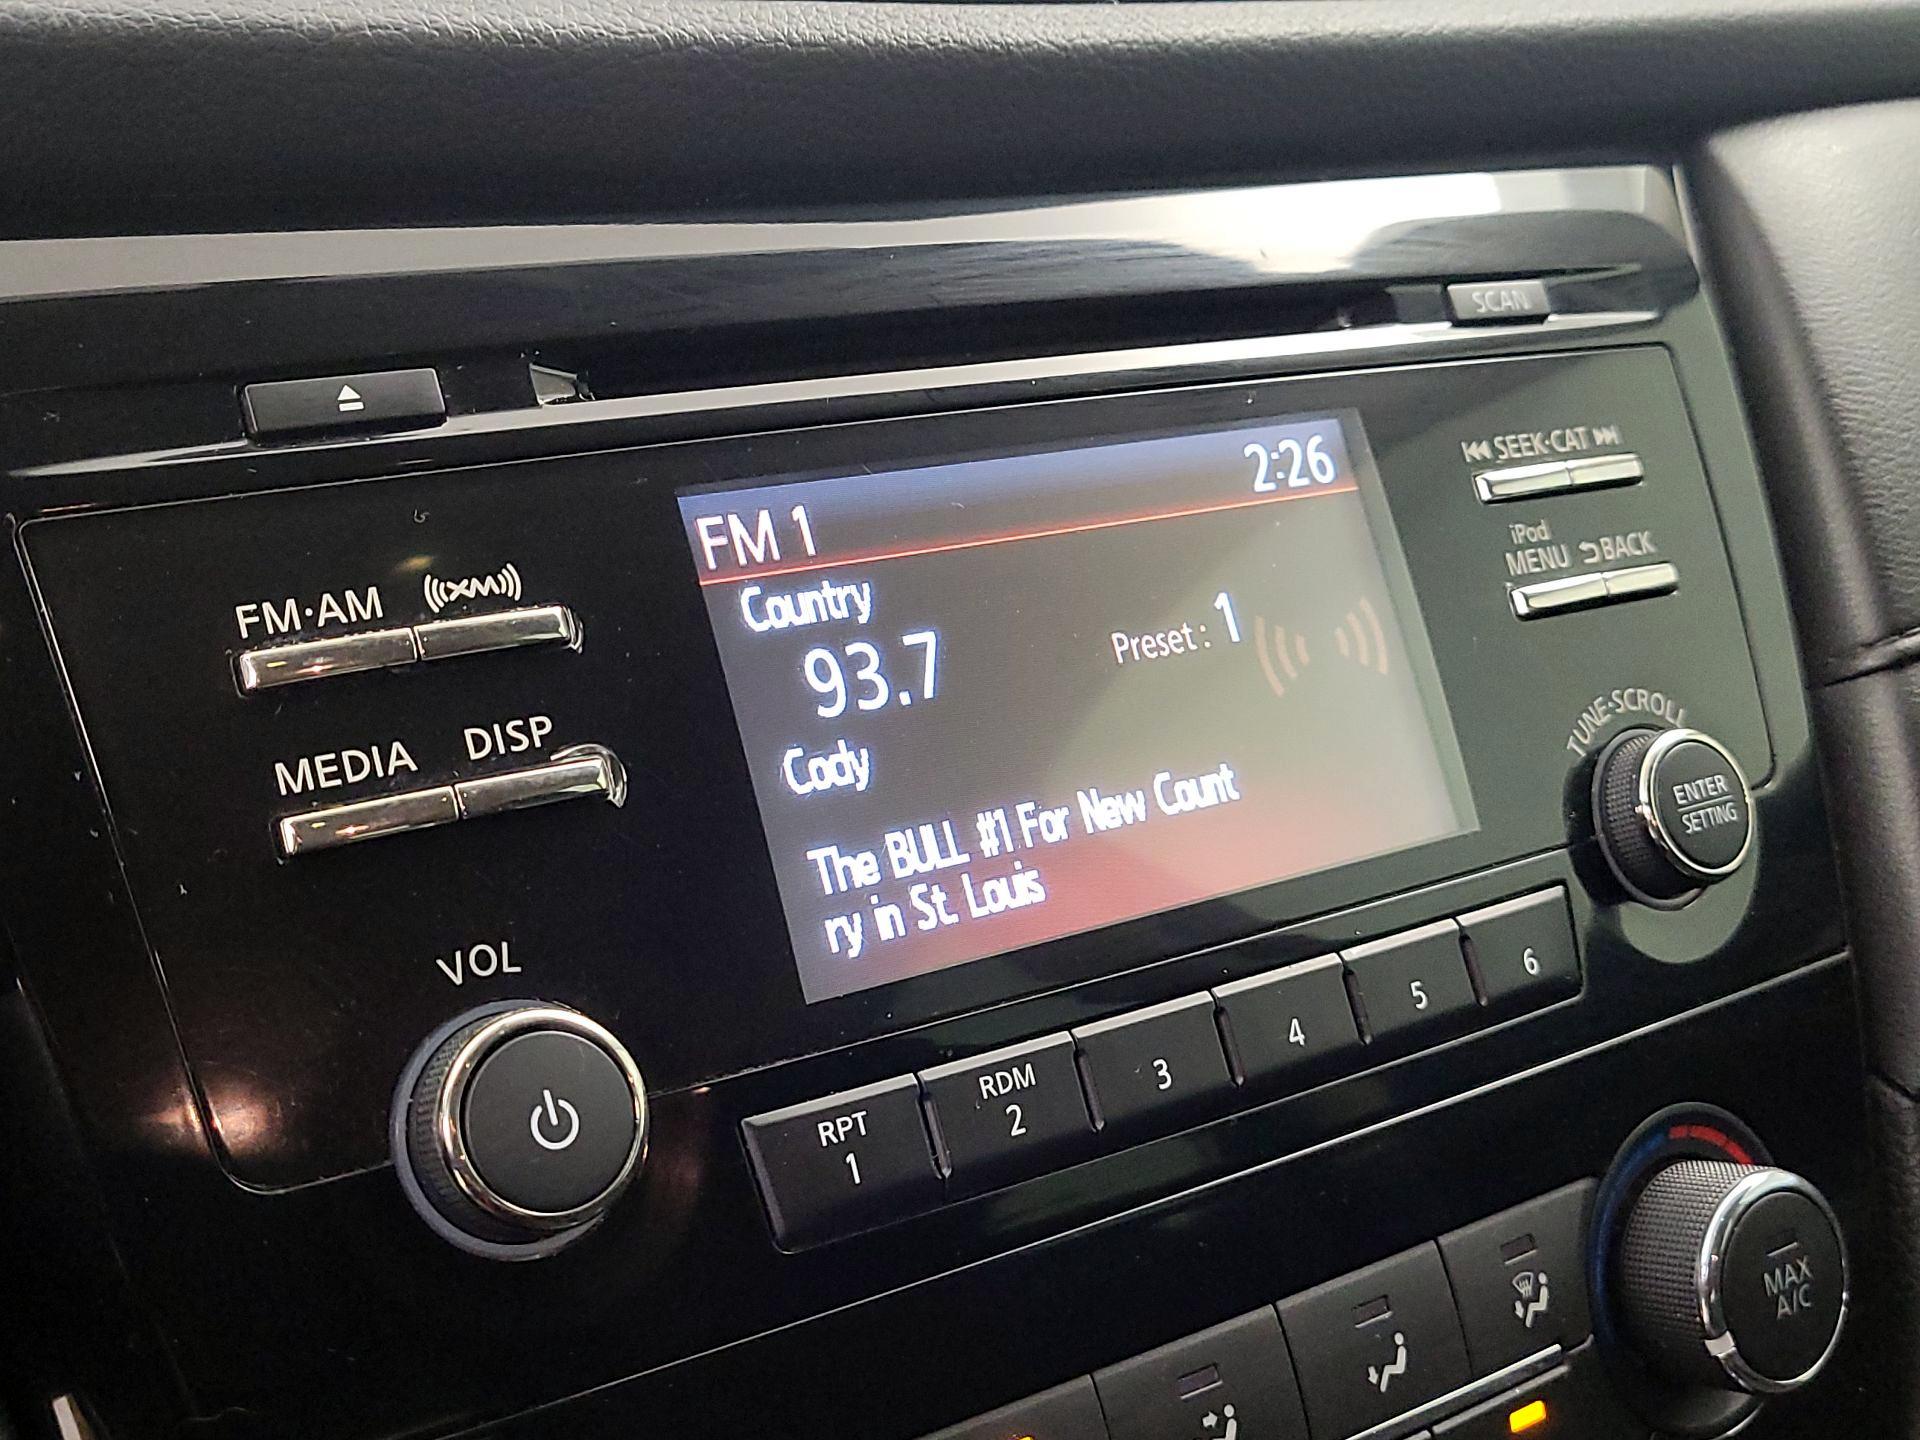 SCAN
2:26
FM 1
Country
93.7
Preset: 1
Cody
The BULL #1 For New Count
ry in St. Louis
FM·AM
XM
MEDIA
DISP
VOL
SEEK·CAT
iPod
MENU
BACK
TUNE·SCROLL
ENTER
SETTING
RPT
1
RDM
2
3
4
5
6
MAX
A/C